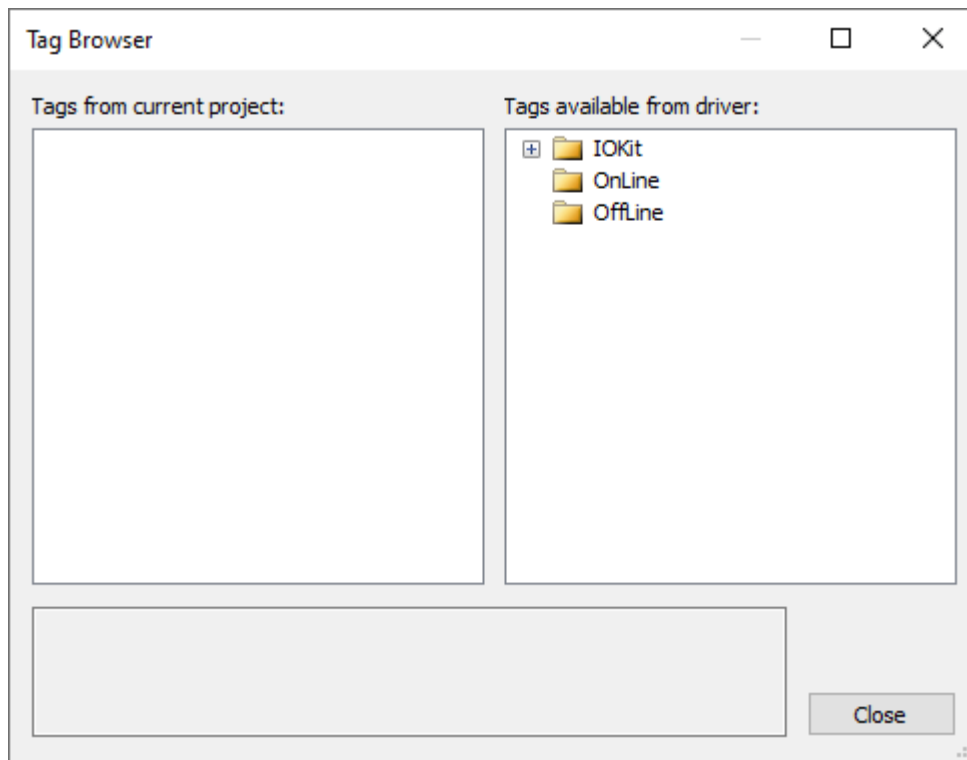 Tag Browser
Tags from current project:
Tags available from driver:
IOKit
OnLine
OffLine
Close